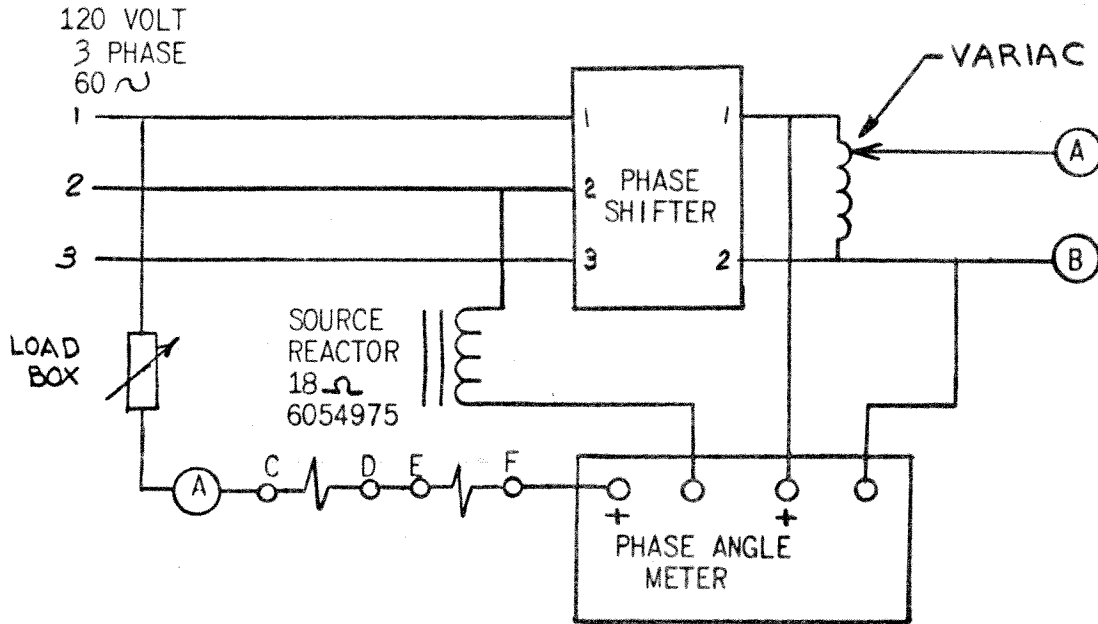 120 VOLT
3 PHASE
60 ~
VARIAC
1
1
1
A
2
2
PHASE
SHIFTER
3
3
2
B
SOURCE
REACTOR
18 Ω
6054975
LOAD
BOX
A
C
D
E
F
+
+
PHASE ANGLE
METER